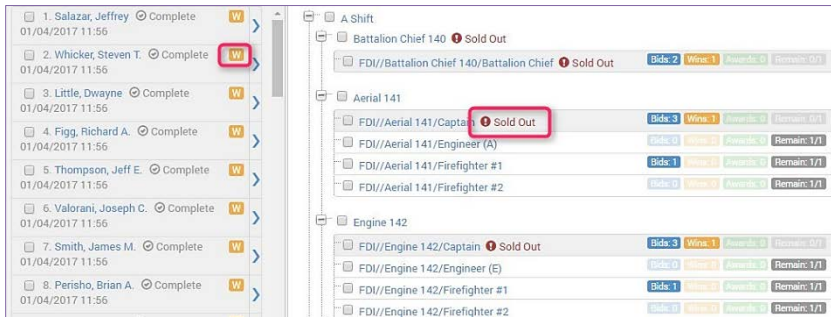 1. Salazar, Jeffrey Complete W
01/04/2017 11:56
2. Whicker, Steven T. Complete W
01/04/2017 11:56
3. Little, Dwayne Complete W
01/04/2017 11:56
4. Figg, Richard A. Complete W
01/04/2017 11:56
5. Thompson, Jeff E. Complete W
01/04/2017 11:56
6. Valorani, Joseph C. Complete W
01/04/2017 11:56
7. Smith, James M. Complete W
01/04/2017 11:56
8. Perisho, Brian A. Complete W
01/04/2017 11:56
A Shift
Battalion Chief 140 Sold Out
FDI//Battalion Chief 140/Battalion Chief Sold Out Bids: 2 Wins: 1 Awards: 0 Remain: 0/1
Aerial 141
FDI//Aerial 141/Captain Sold Out Bids: 3 Wins: 1 Awards: 0 Remain: 0/1
FDI//Aerial 141/Engineer (A) Bids: 0 Wins: 0 Awards: 0 Remain: 1/1
FDI//Aerial 141/Firefighter #1 Bids: 1 Wins: 0 Awards: 0 Remain: 1/1
FDI//Aerial 141/Firefighter #2 Bids: 0 Wins: 0 Awards: 0 Remain: 1/1
Engine 142
FDI//Engine 142/Captain Sold Out Bids: 3 Wins: 1 Awards: 0 Remain: 0/1
FDI//Engine 142/Engineer (E) Bids: 0 Wins: 0 Awards: 0 Remain: 1/1
FDI//Engine 142/Firefighter #1 Bids: 1 Wins: 0 Awards: 0 Remain: 1/1
FDI//Engine 142/Firefighter #2 Bids: 0 Wins: 0 Awards: 0 Remain: 1/1